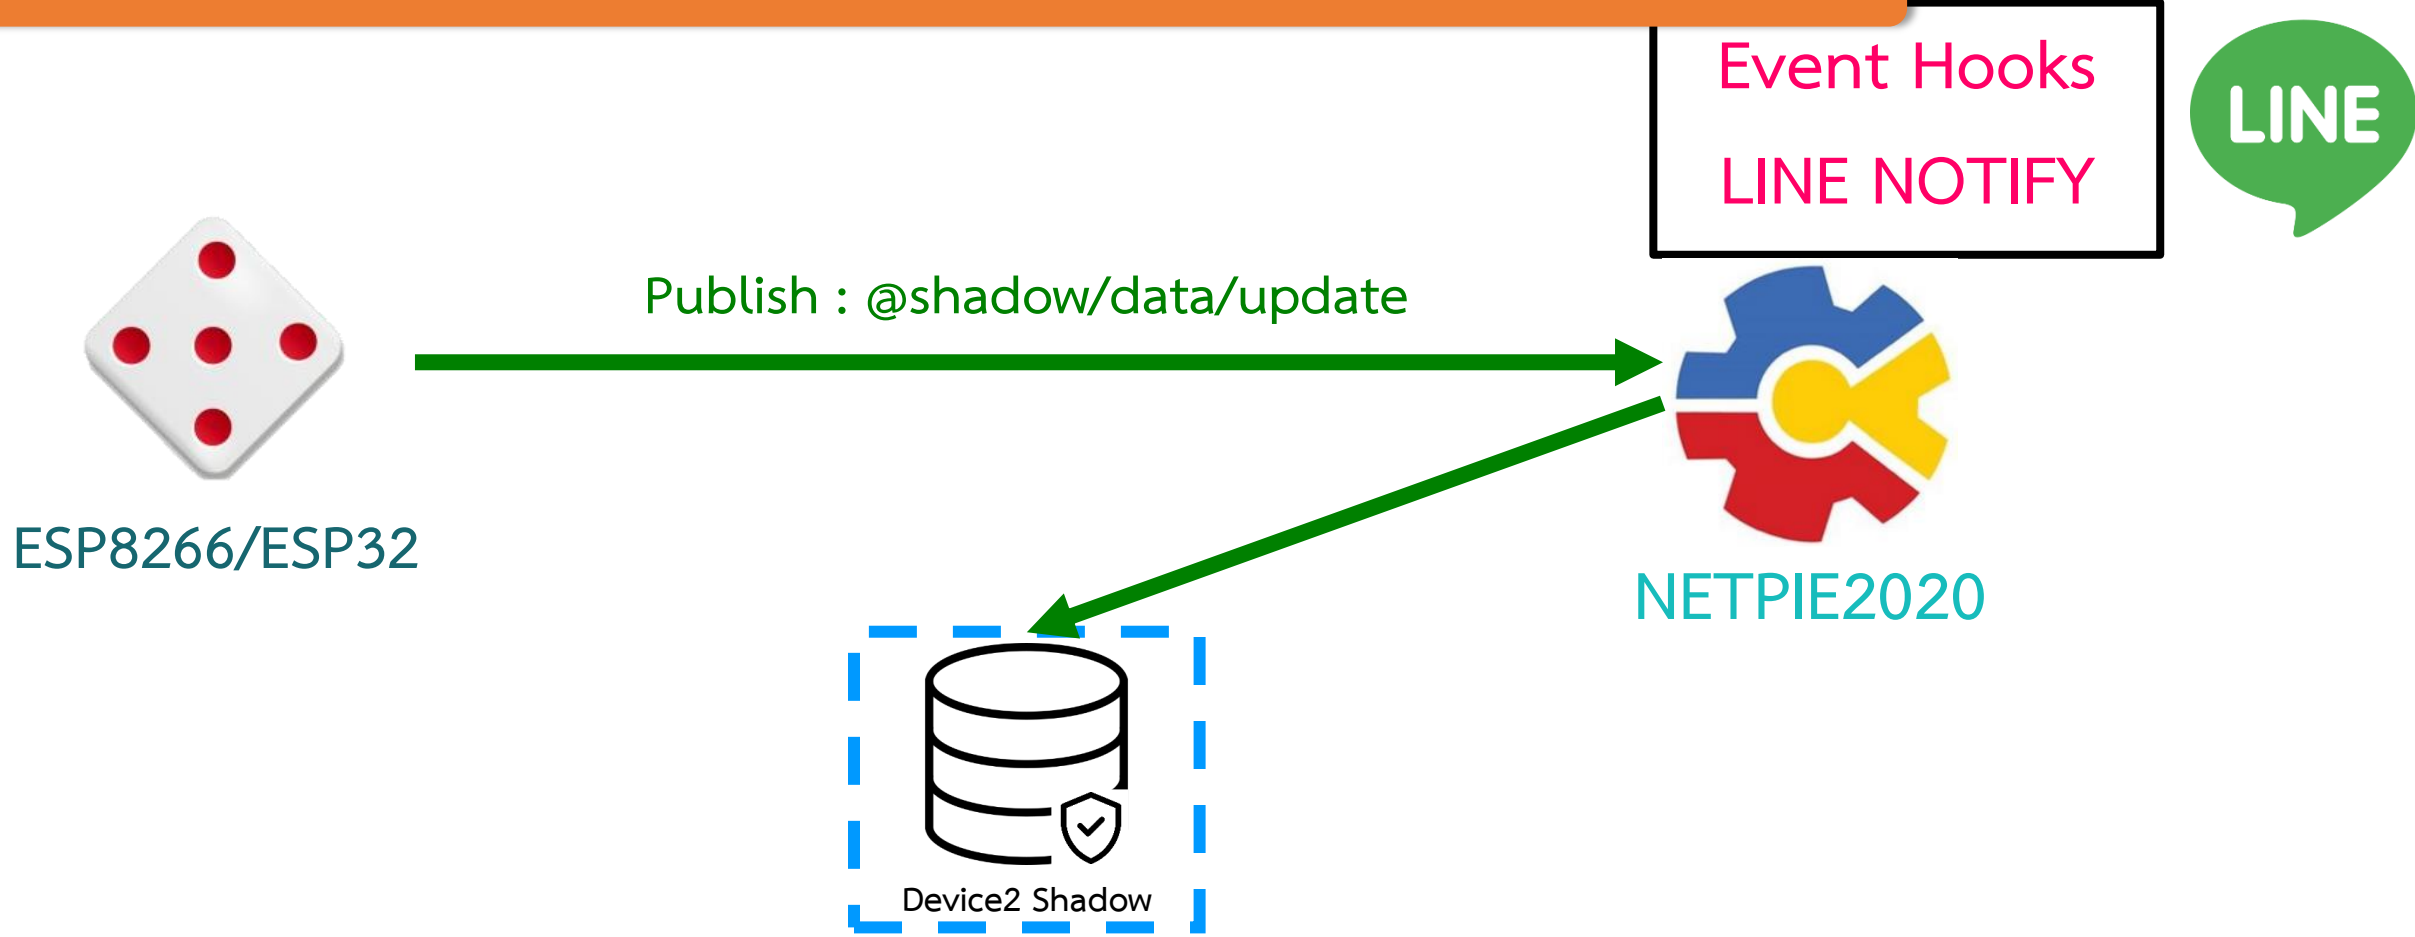 Event Hooks
LINE NOTIFY
LINE
Publish : @shadow/data/update
ESP8266/ESP32
NETPIE2020
Device2 Shadow